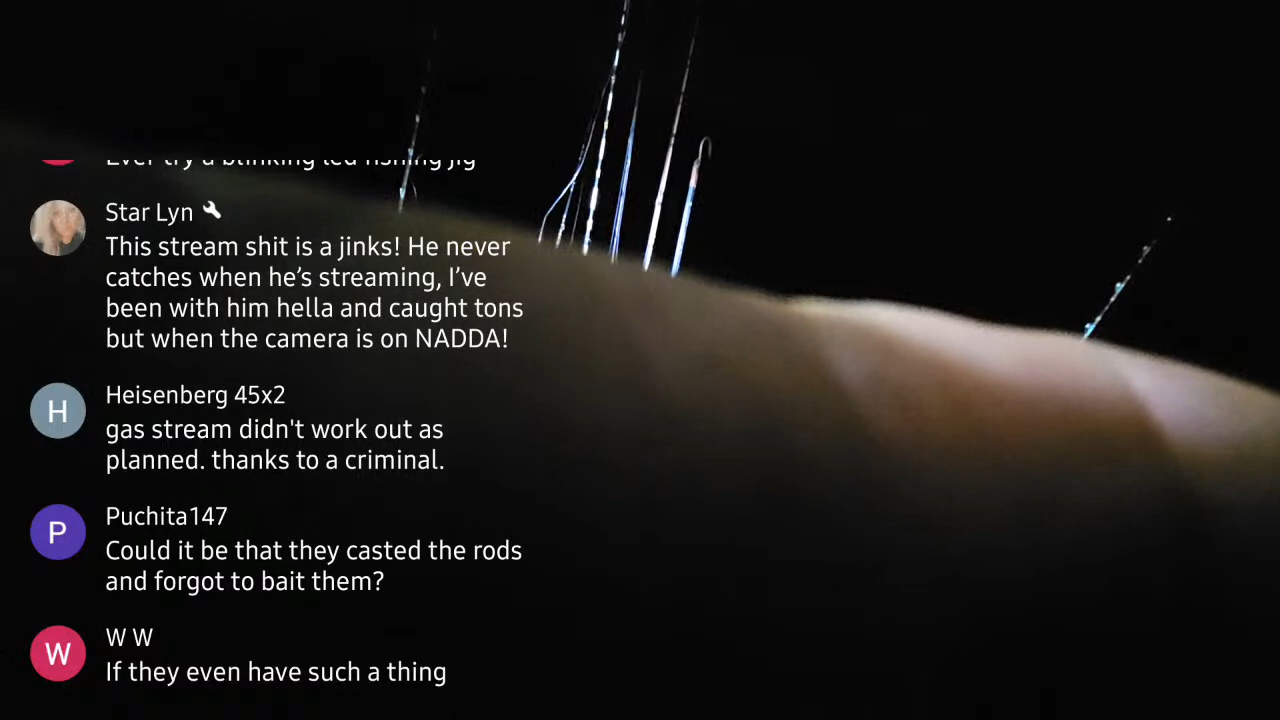 Ever try a blinking led fishing jig
Star Lyn
This stream shit is a jinks! He never
catches when he’s streaming, I’ve
been with him hella and caught tons
but when the camera is on NADDA!
H
Heisenberg 45x2
gas stream didn't work out as
planned. thanks to a criminal.
P
Puchita147
Could it be that they casted the rods
and forgot to bait them?
W
W W
If they even have such a thing